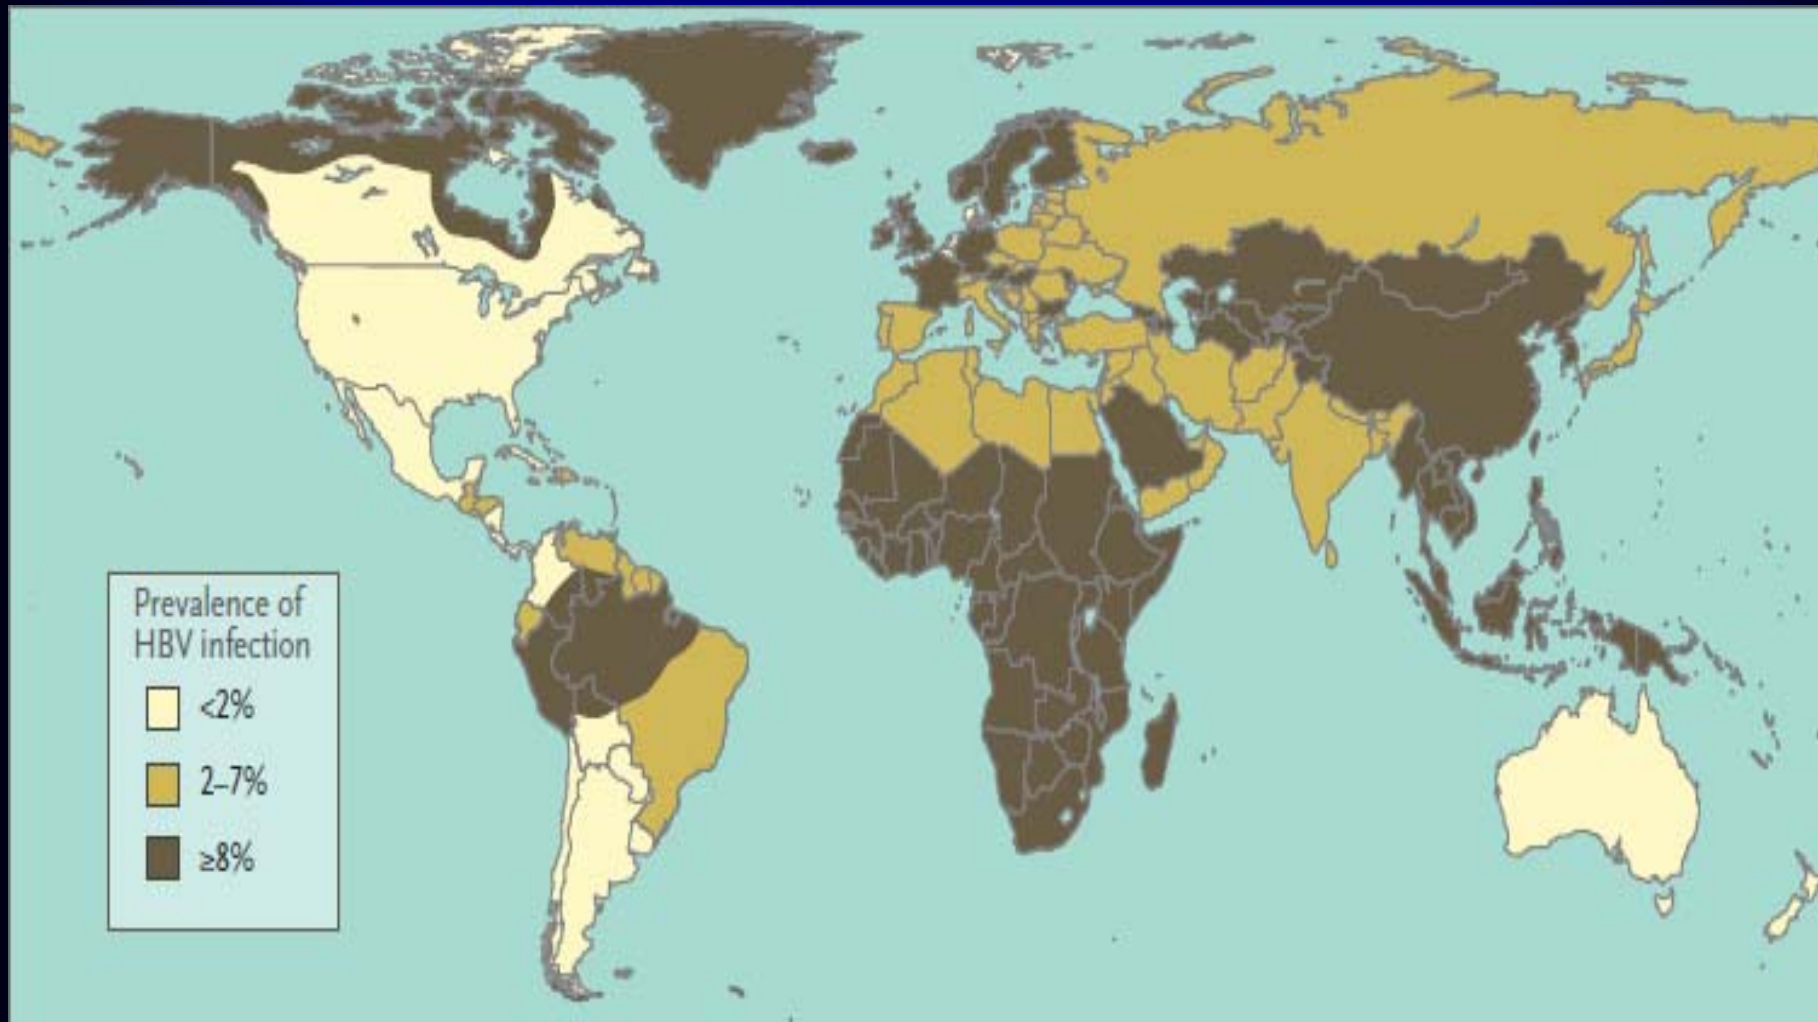 Prevalence of
HBV infection
<2%
2–7%
≥8%